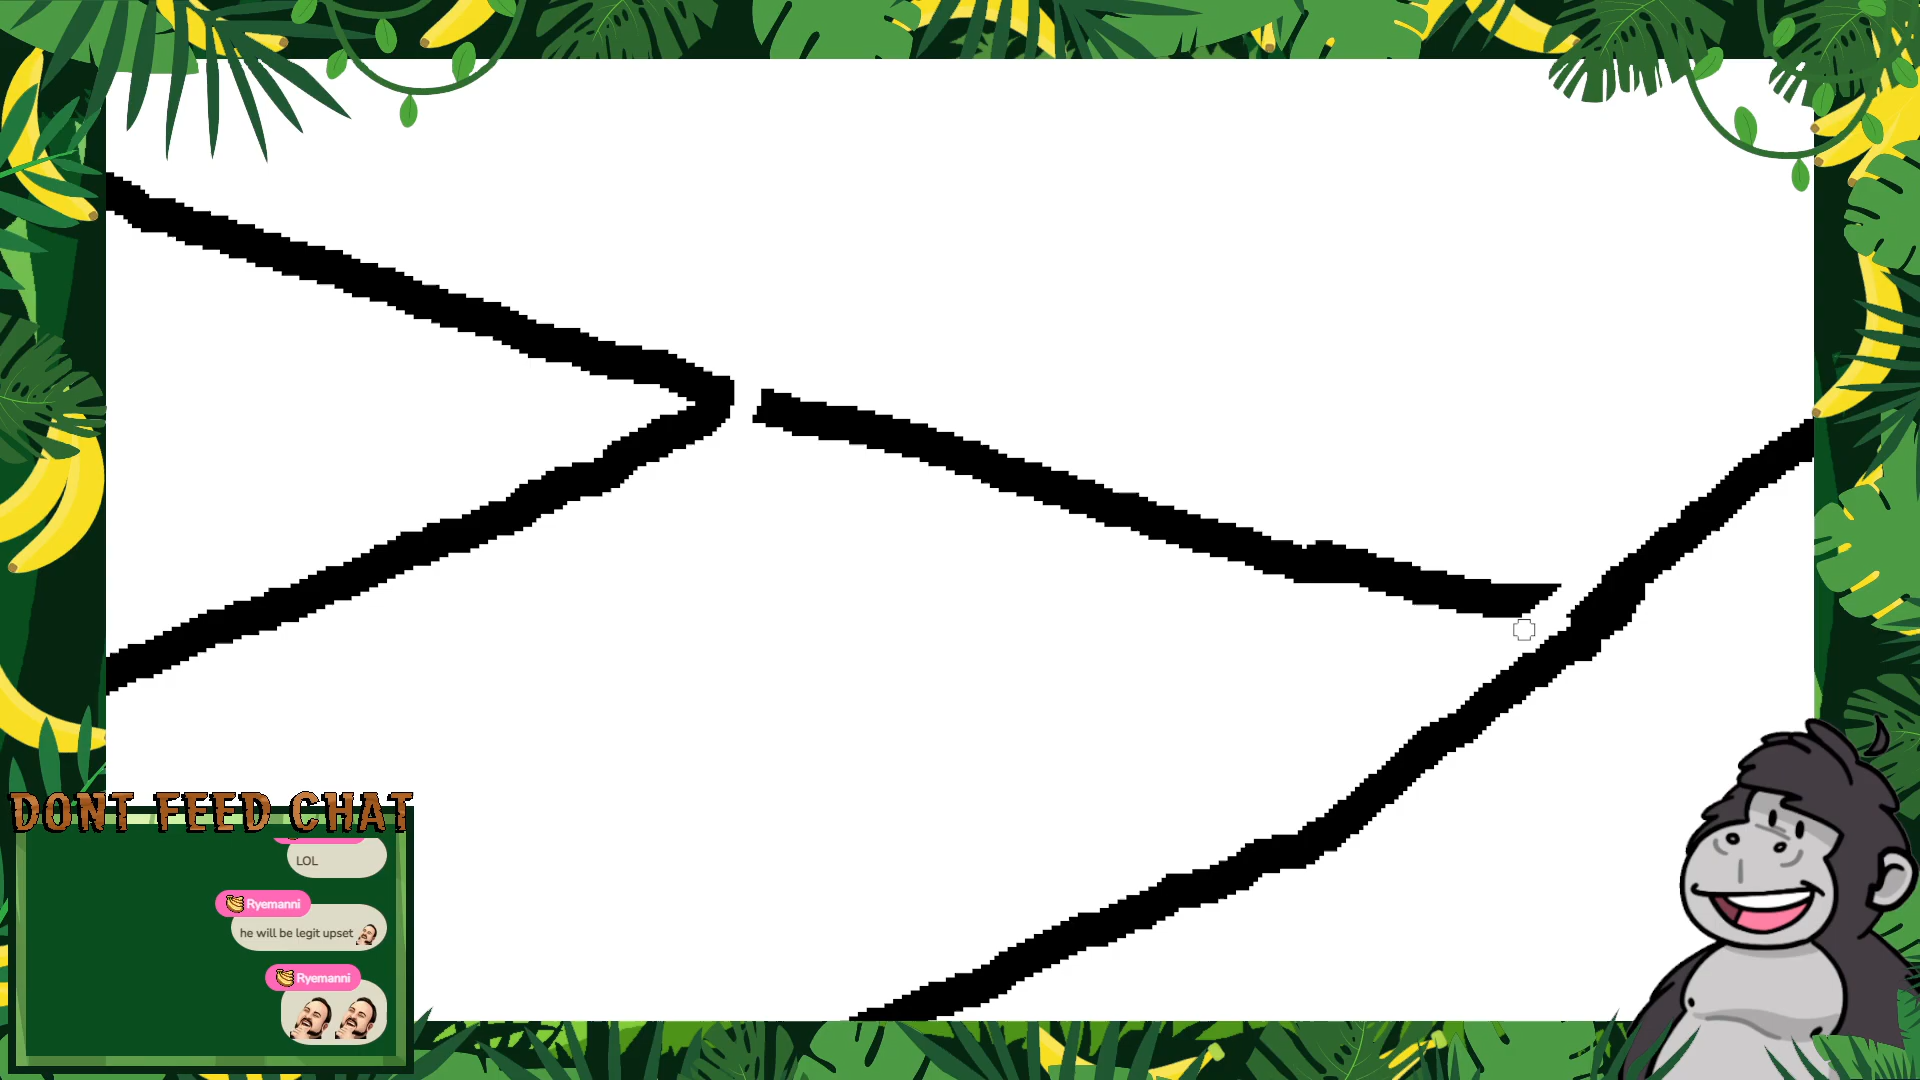 DONT FEED CHAT
LOL
Ryemanni
he will be legit upset
Ryemanni